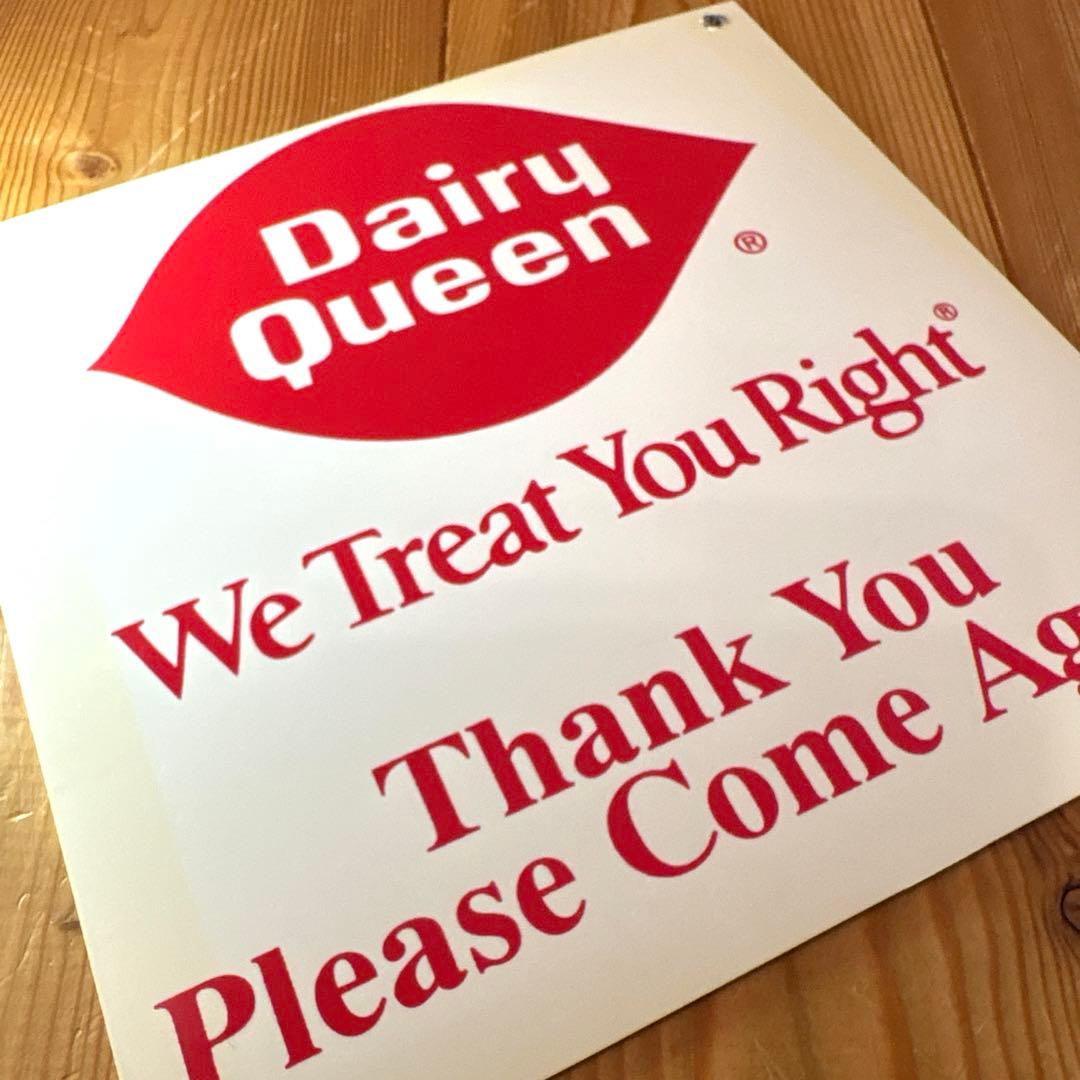 Dairy
Queen
®
We Treat You Right®
Thank You
Please Come Ag